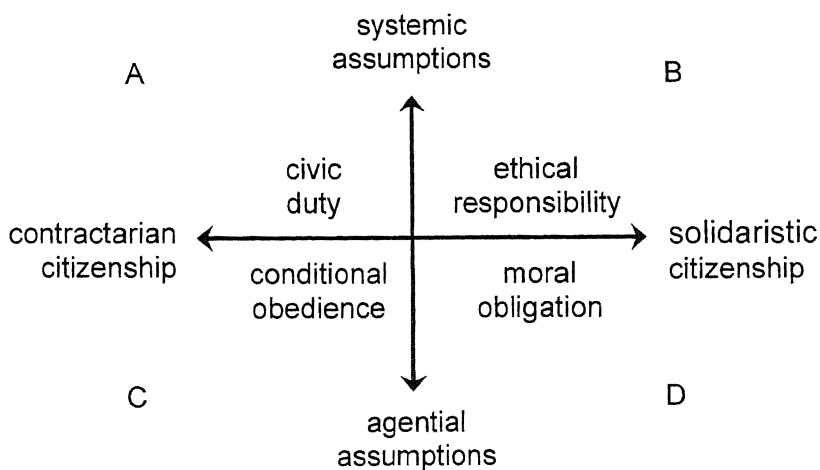 systemic
assumptions
A
B
civic
duty
ethical
responsibility
contractarian
citizenship
solidaristic
citizenship
conditional
obedience
moral
obligation
C
D
agential
assumptions